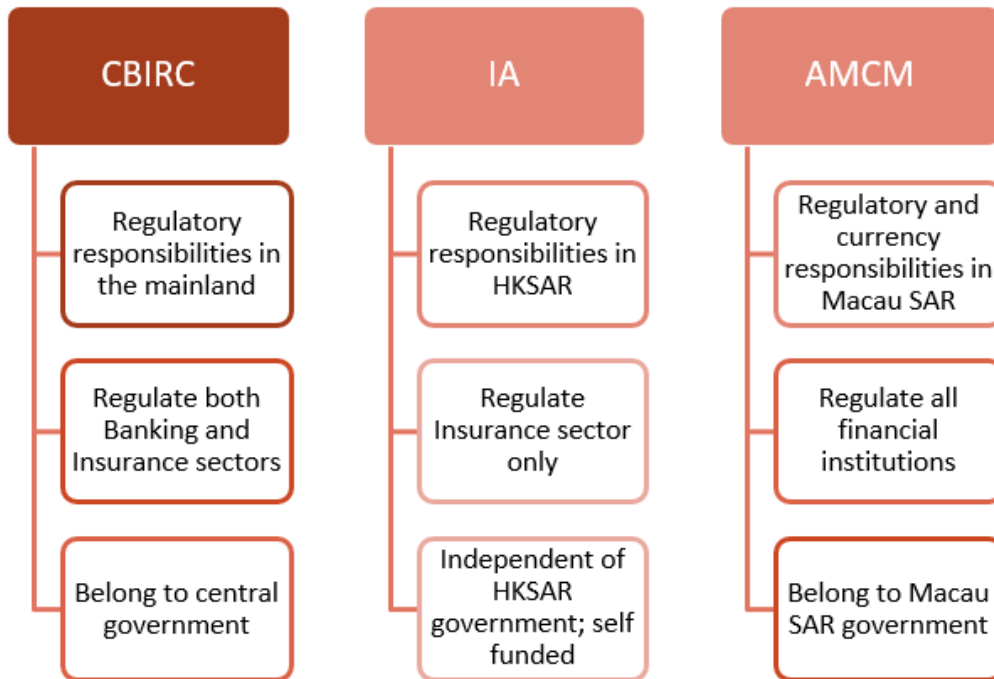 CBIRC
Regulatory
responsibilities in
the mainland
Regulate both
Banking and
Insurance sectors
Belong to central
government
IA
Regulatory
responsibilities in
HKSAR
Regulate
Insurance sector
only
Independent of
HKSAR
government; self
funded
AMCM
Regulatory and
currency
responsibilities in
Macau SAR
Regulate all
financial
institutions
Belong to Macau
SAR government